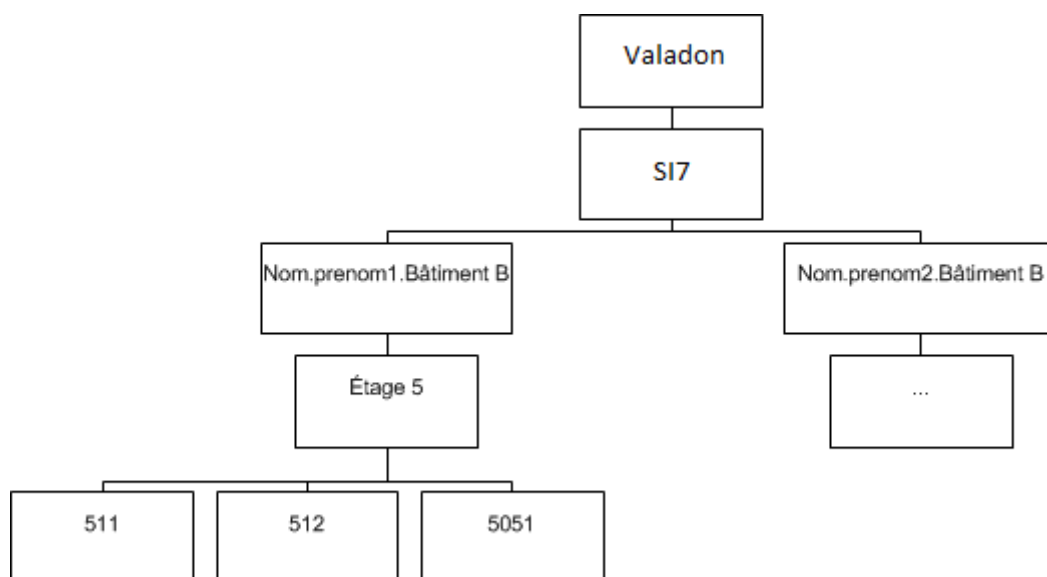 Valadon
SI7
Nom.prenom1.Bâtiment B
Nom.prenom2.Bâtiment B
Étage 5
...
511
512
5051